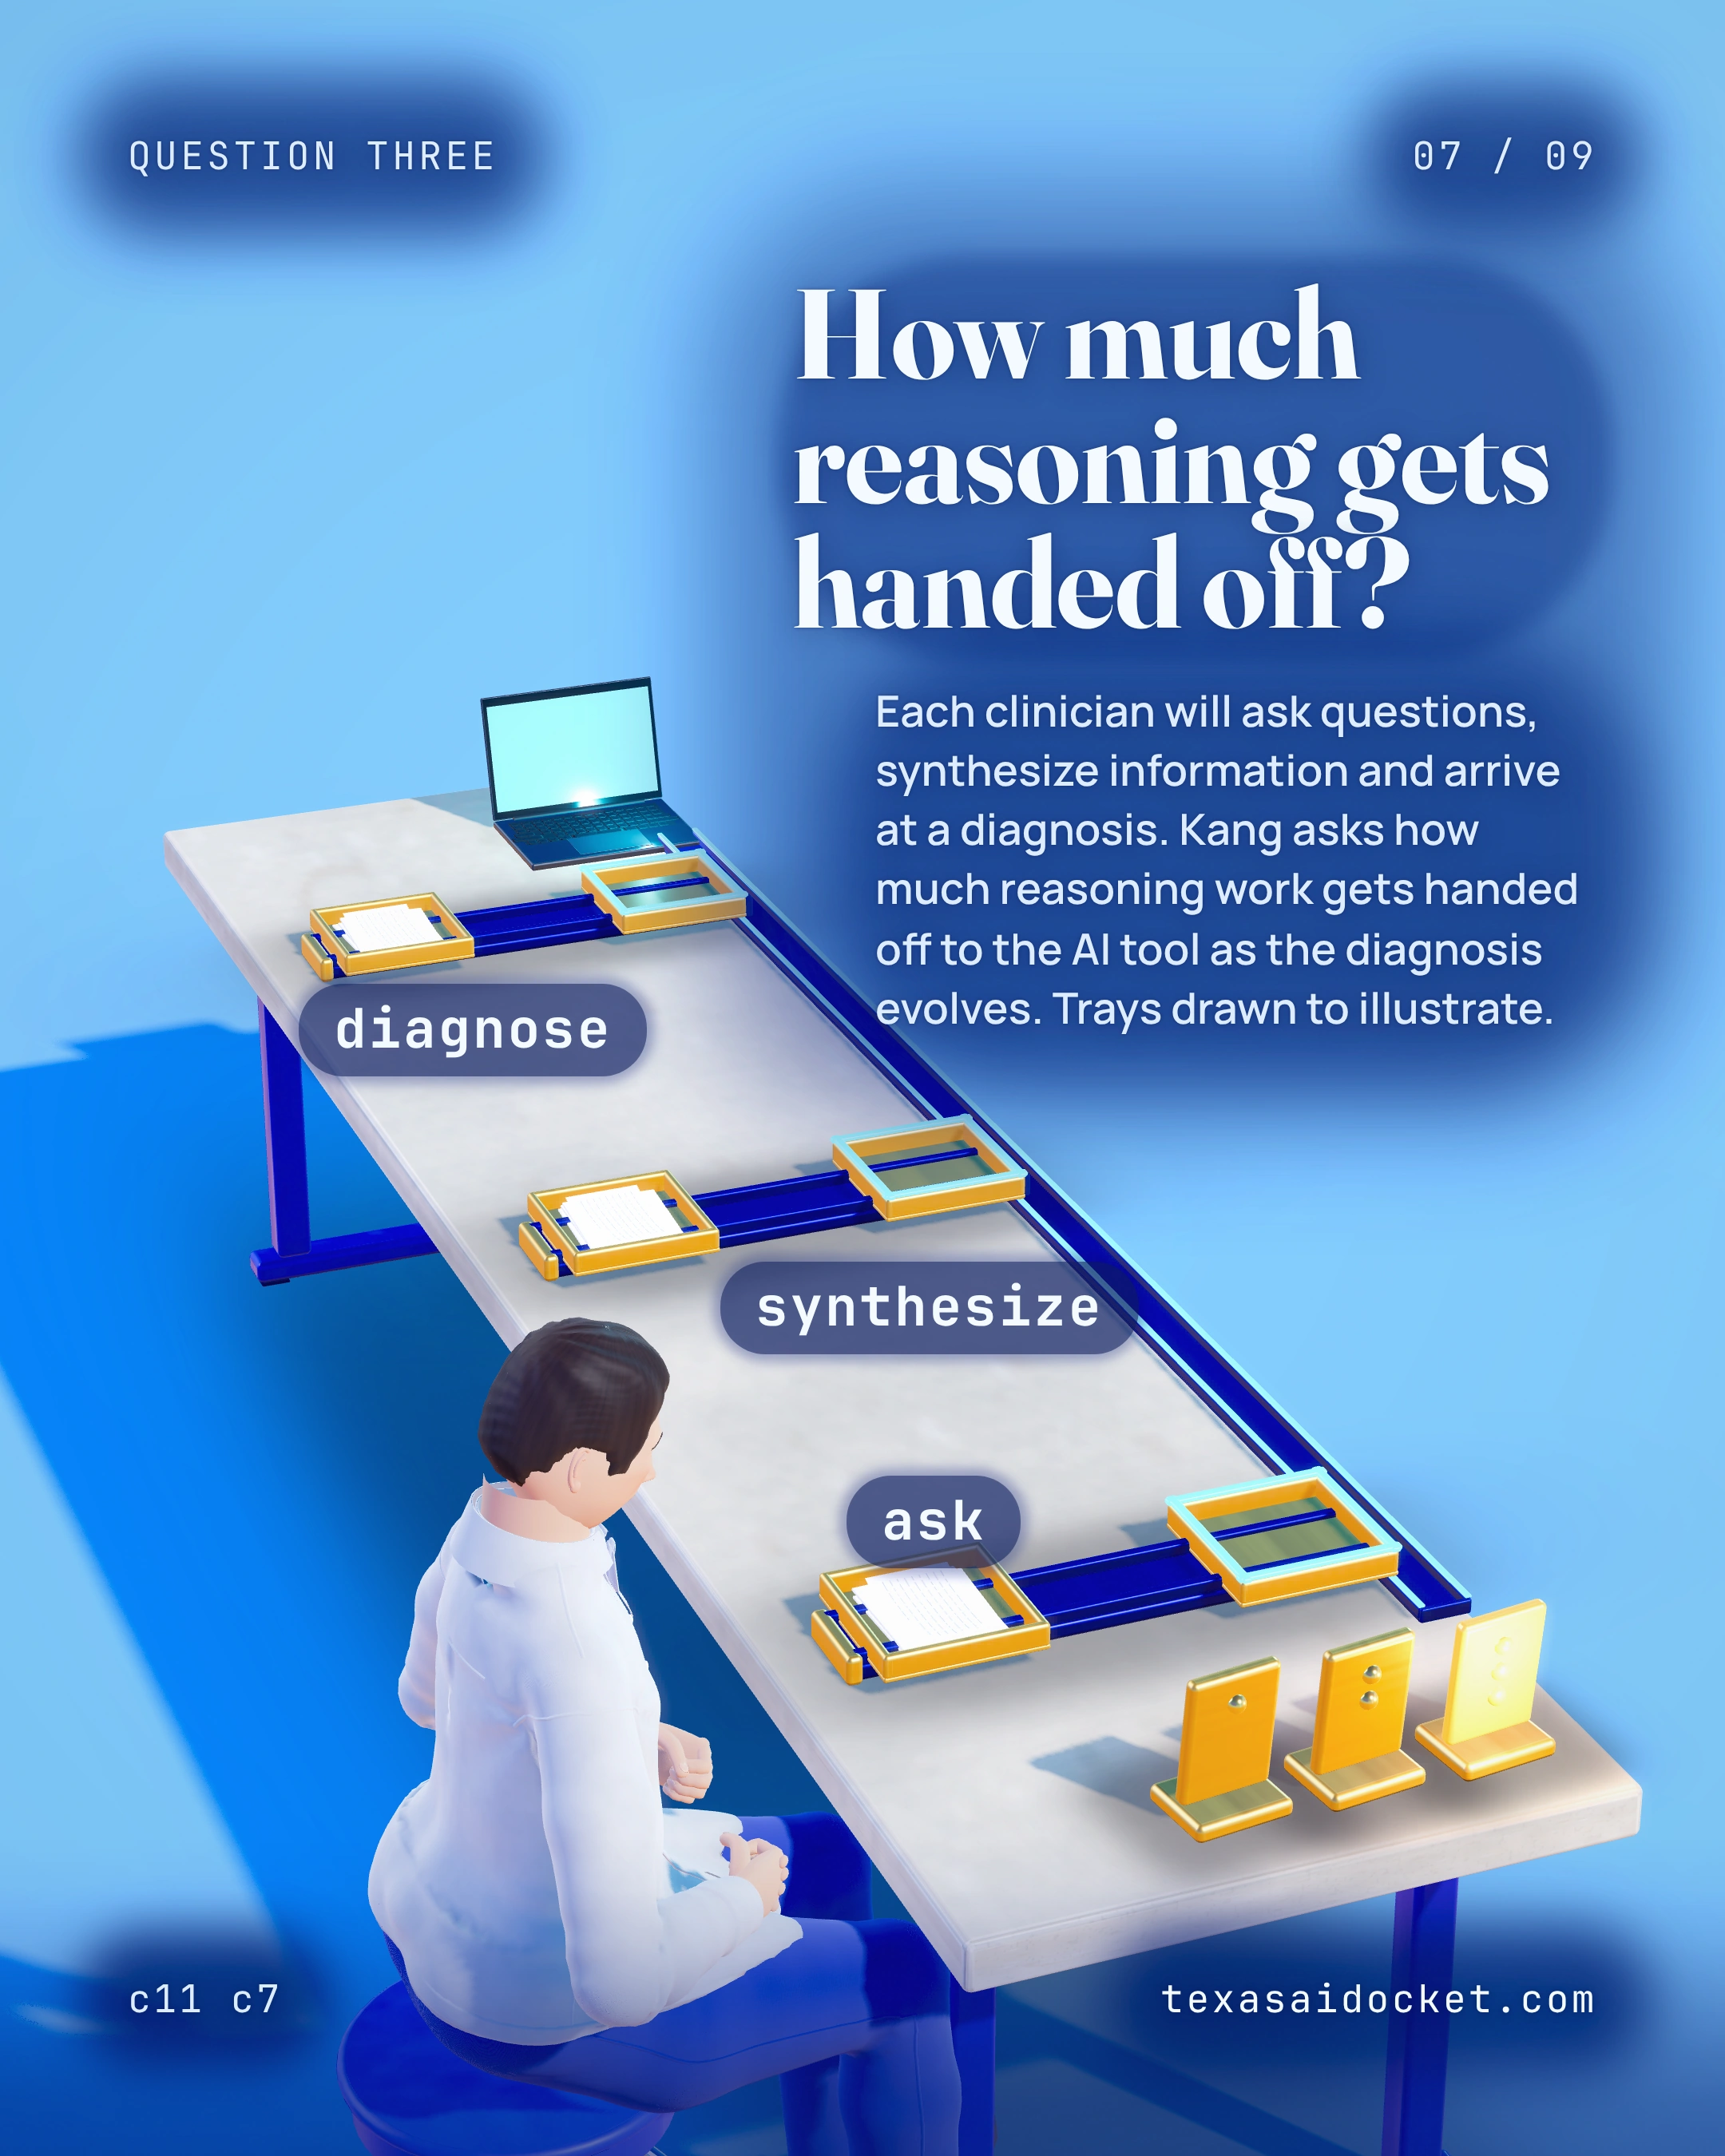 QUESTION THREE
07 / 09
How much
reasoning gets
handed off?
Each clinician will ask questions,
synthesize information and arrive
at a diagnosis. Kang asks how
much reasoning work gets handed
off to the AI tool as the diagnosis
evolves. Trays drawn to illustrate.
diagnose
synthesize
ask
c11 c7
texasaidocket.com